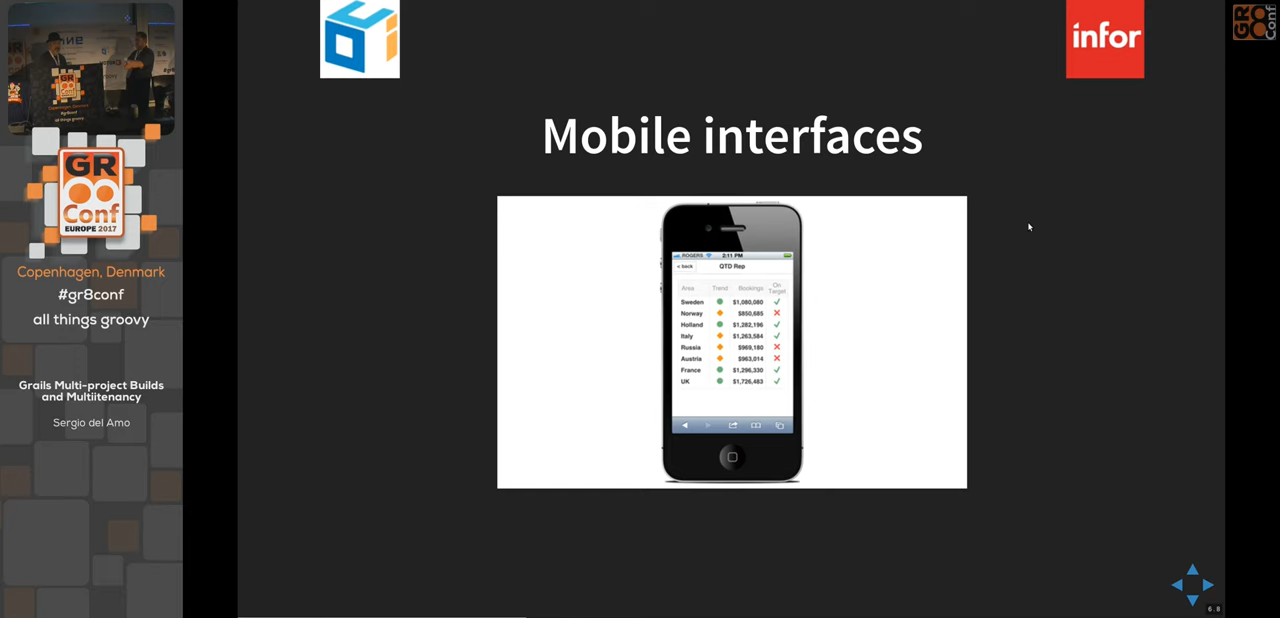 GR
Conf
EUROPE 2017
Copenhagen, Denmark
#gr8conf
all things groovy
Grails Multi-project Builds
and Multiitenancy
Sergio del Amo
infor
Mobile interfaces
ROGERS 2:11 PM
< back QTD Rep
Area Trend Bookings On Target
Sweden $1,080,080
Norway $850,685
Holland $1,282,196
Italy $1,263,584
Russia $969,180
Austria $963,014
France $1,296,330
UK $1,726,483
6.8
GR8 Conf